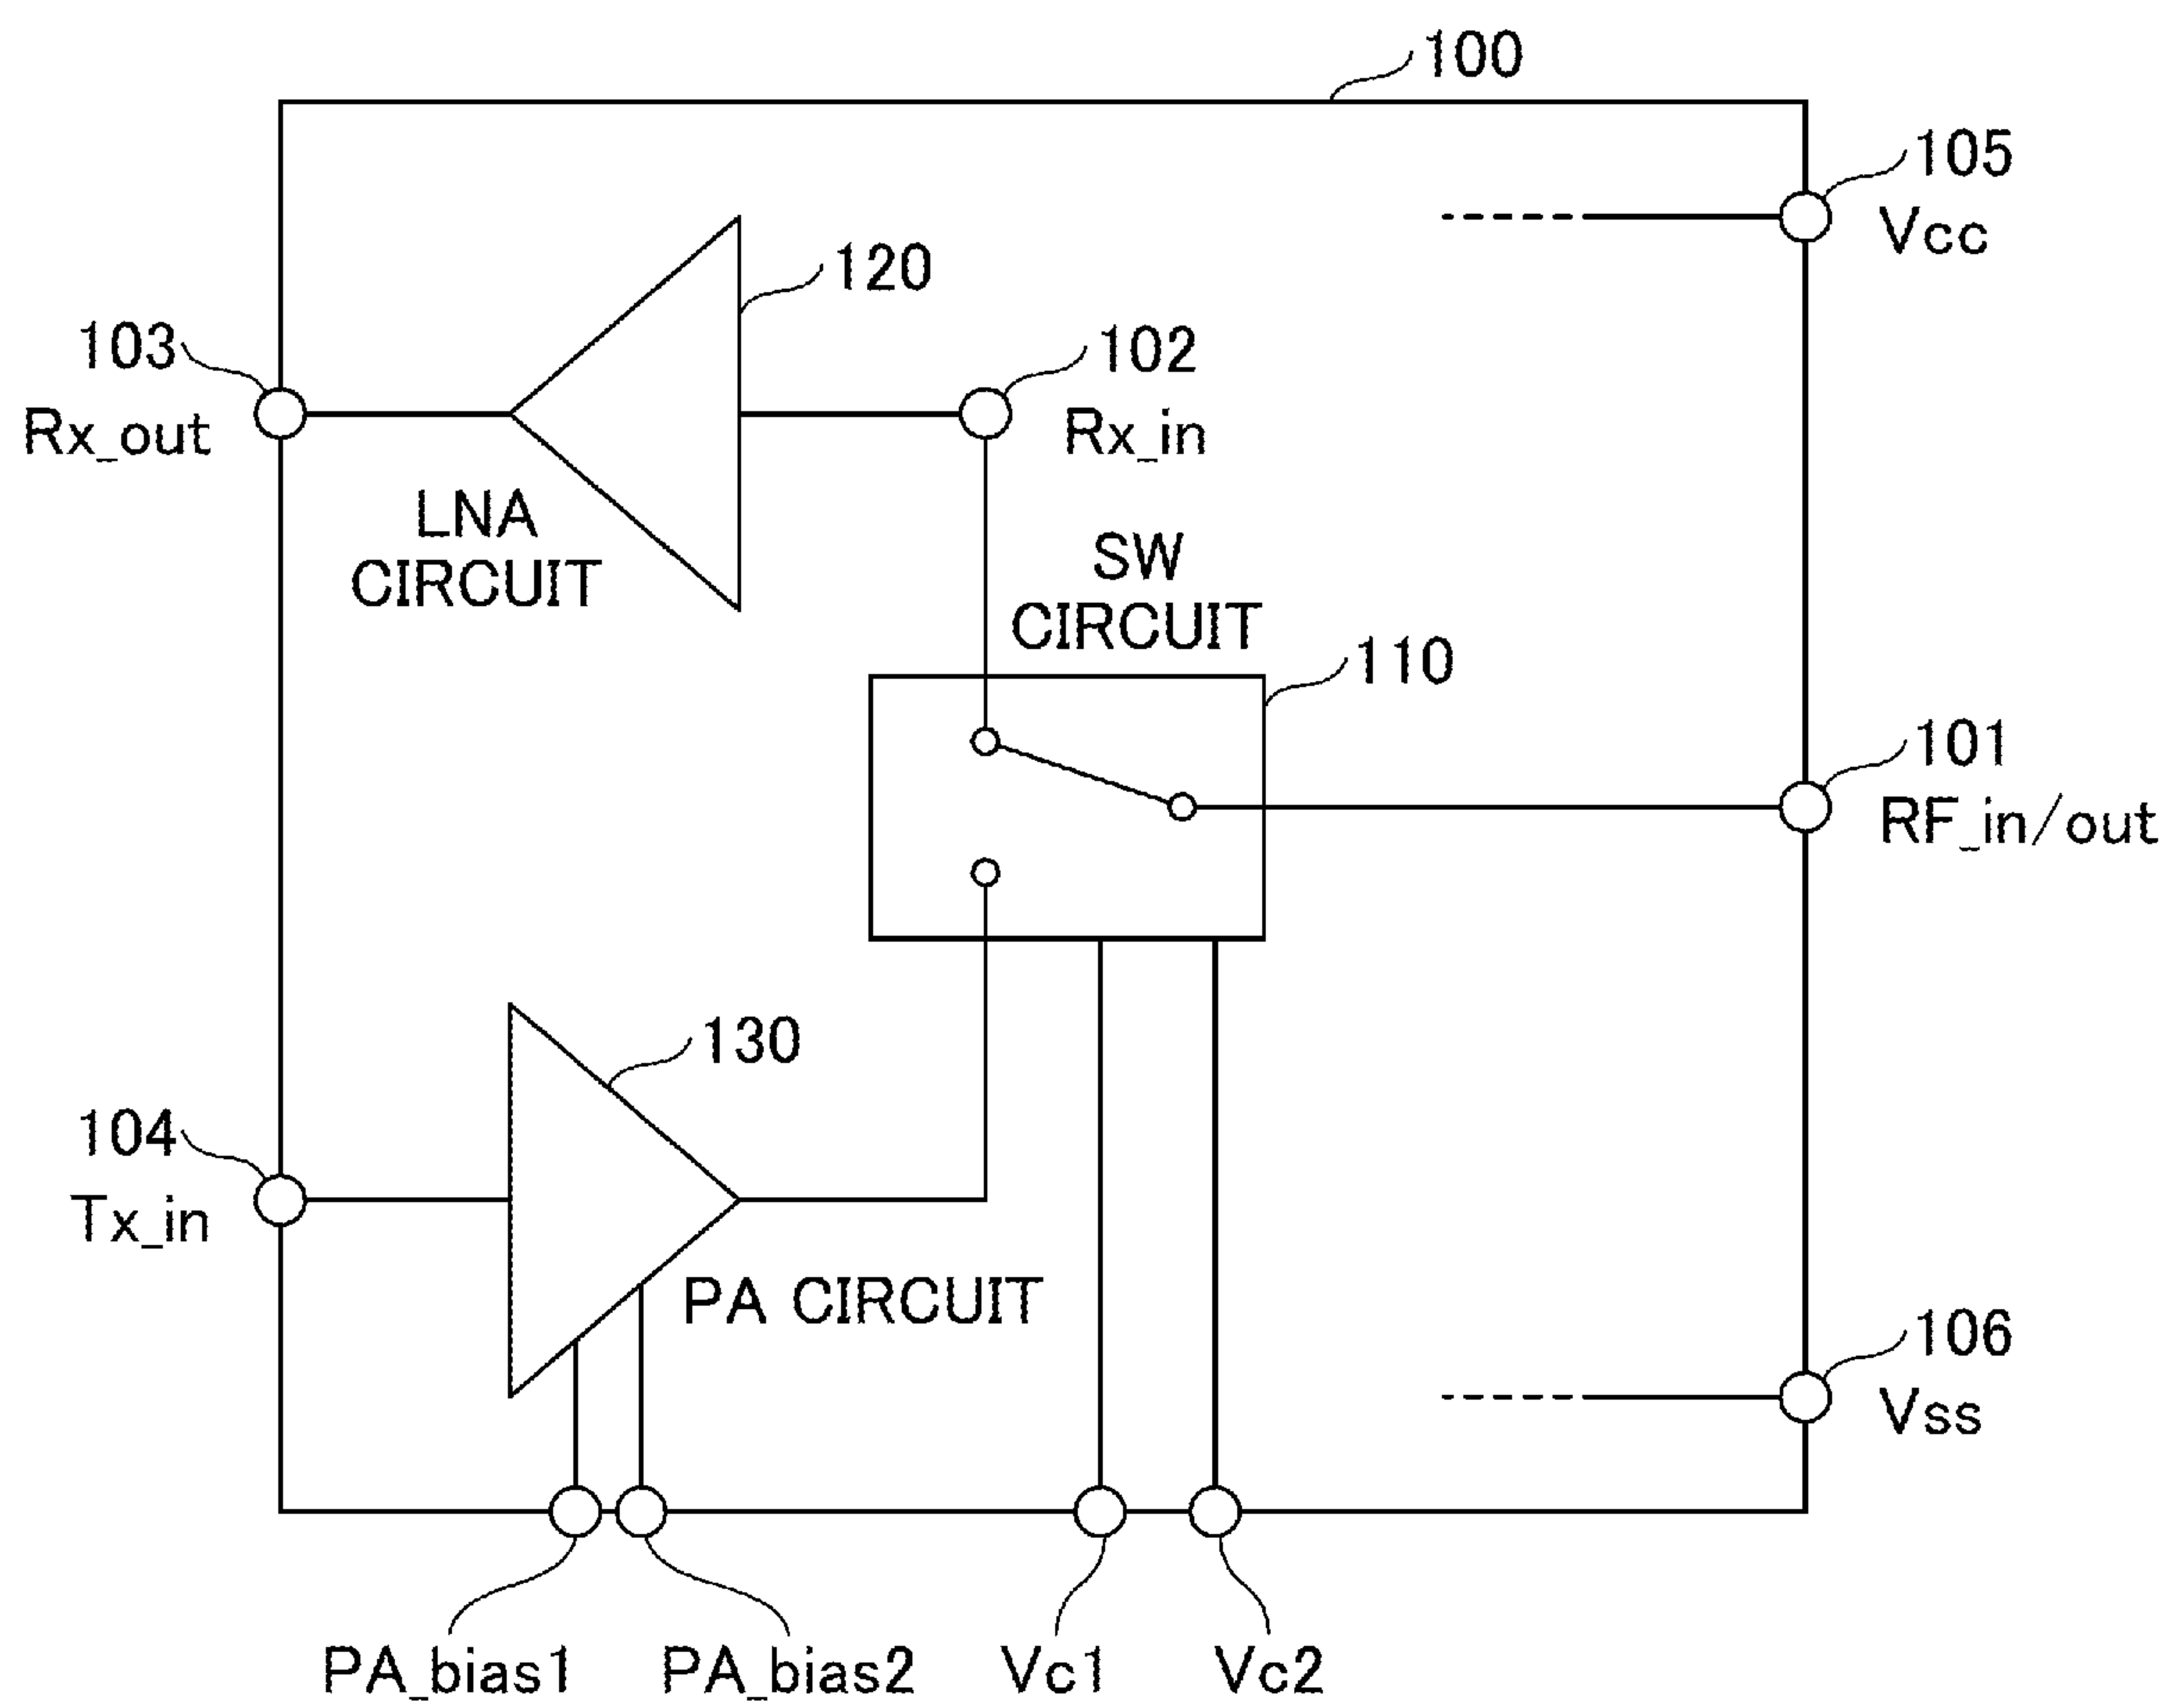 100
105
Vcc
120
103
102
Rx_out
Rx_in
LNA
CIRCUIT
SW
CIRCUIT
110
101
RF_in/out
130
104
Tx_in
PA CIRCUIT
106
Vss
PA_bias1
PA_bias2
Vc1
Vc2